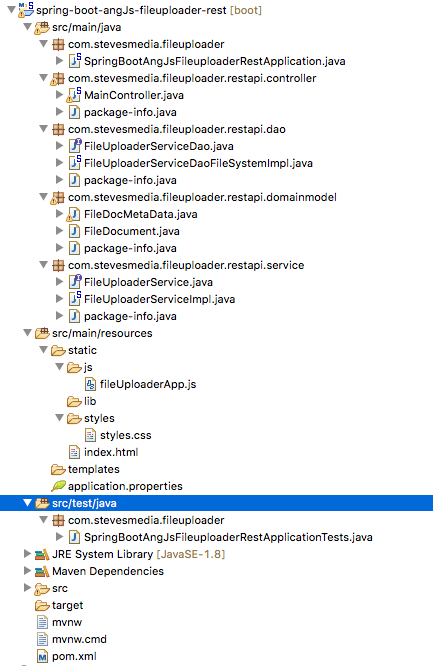 spring-boot-angJs-fileuploader-rest [boot]
src/main/java
com.stevesmedia.fileuploader
SpringBootAngJsFileuploaderRestApplication.java
com.stevesmedia.fileuploader.restapi.controller
MainController.java
package-info.java
com.stevesmedia.fileuploader.restapi.dao
FileUploaderServiceDao.java
FileUploaderServiceDaoFileSystemImpl.java
package-info.java
com.stevesmedia.fileuploader.restapi.domainmodel
FileDocMetaData.java
FileDocument.java
package-info.java
com.stevesmedia.fileuploader.restapi.service
FileUploaderService.java
FileUploaderServiceImpl.java
package-info.java
src/main/resources
static
js
fileUploaderApp.js
lib
styles
styles.css
index.html
templates
application.properties
src/test/java
com.stevesmedia.fileuploader
SpringBootAngJsFileuploaderRestApplicationTests.java
JRE System Library [JavaSE-1.8]
Maven Dependencies
src
target
mvnw
mvnw.cmd
pom.xml